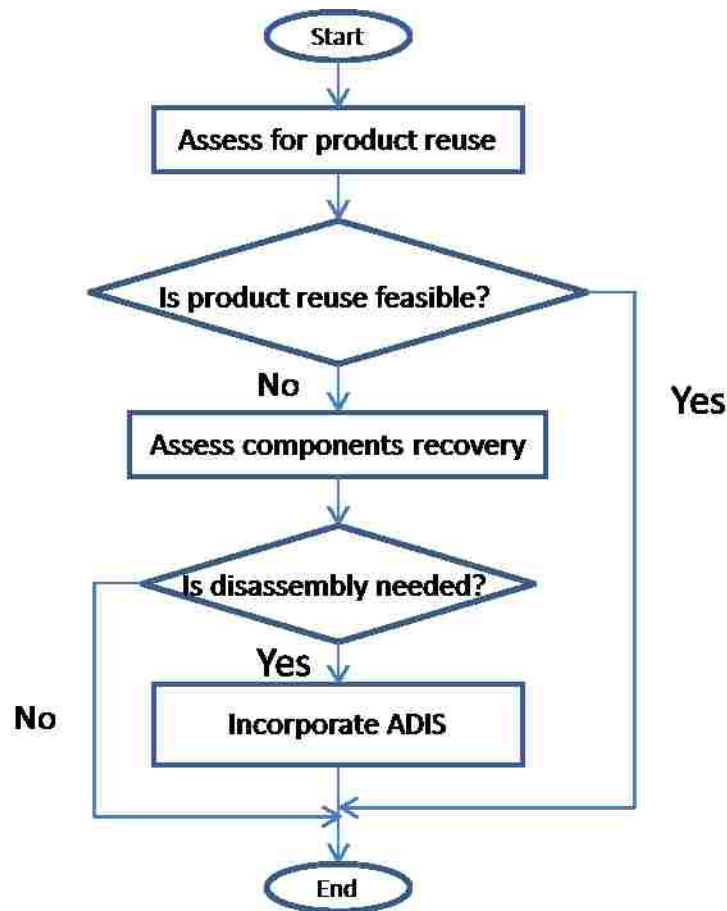 Start
Assess for product reuse
Is product reuse feasible?
No
Yes
Assess components recovery
Is disassembly needed?
Yes
No
Incorporate ADIS
End